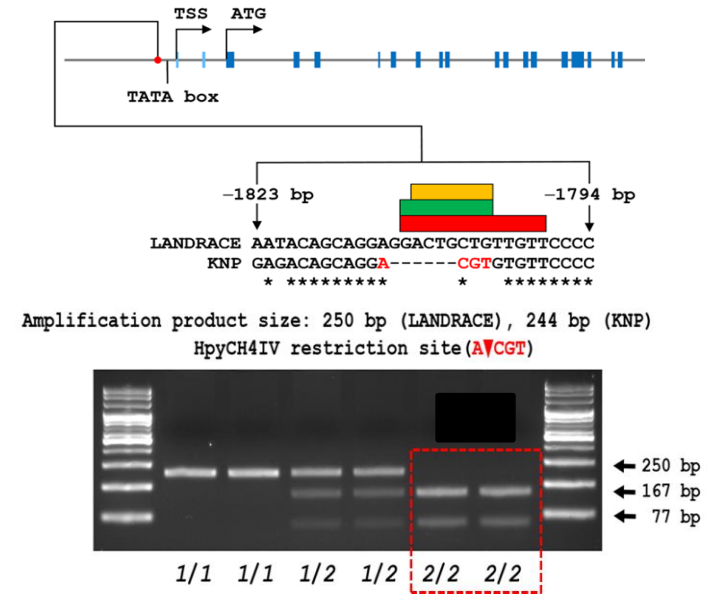 TSS ATG
TATA box
−1823 bp −1794 bp
LANDRACE AATACAGCAGGAGGACTGCTGTTGTTCCCC
KNP GAGACAGCAGGA------CGTGTGTTCCCC
* ********* * ********
Amplification product size: 250 bp (LANDRACE), 244 bp (KNP)
HpyCH4IV restriction site(A▼CGT)
250 bp
167 bp
77 bp
1/1 1/1 1/2 1/2 2/2 2/2